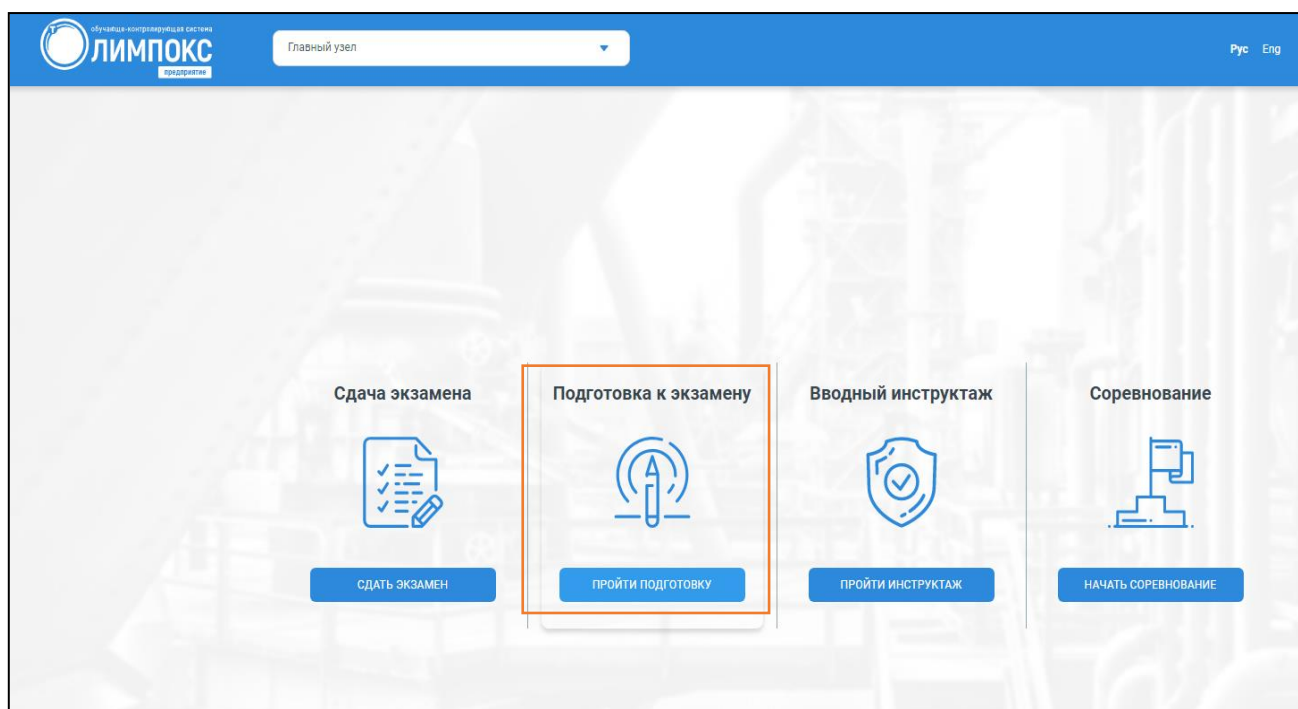 обучающе-контролирующая система
ОЛИМПОКС
предприятие
Главный узел
Рус Eng
Сдача экзамена
Подготовка к экзамену
Вводный инструктаж
Соревнование
СДАТЬ ЭКЗАМЕН
ПРОЙТИ ПОДГОТОВКУ
ПРОЙТИ ИНСТРУКТАЖ
НАЧАТЬ СОРЕВНОВАНИЕ